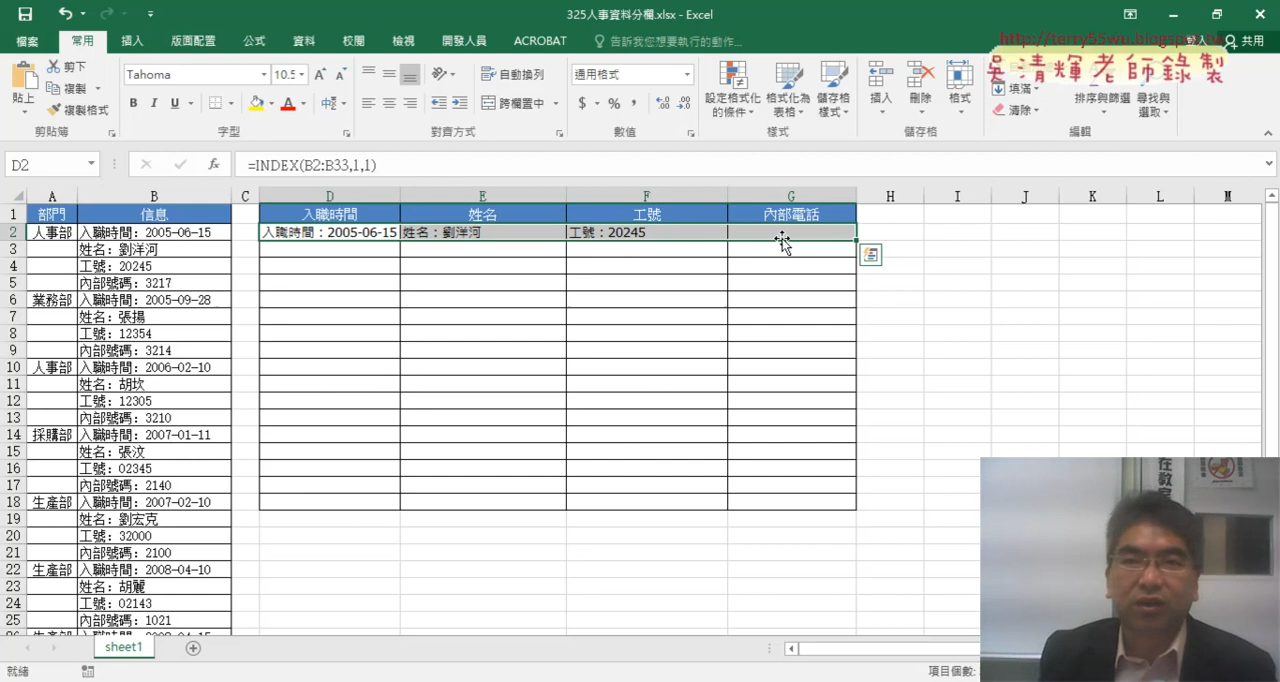 325人事資料分欄.xlsx - Excel
檔案 常用 插入 版面配置 公式 資料 校閱 檢視 開發人員 ACROBAT 告訴我您想要執行的動作... 共用
http://terry55wu.blogspot.tw
吳清輝老師錄製
貼上 剪下 複製 複製格式 剪貼簿
Tahoma 10.5 B I U A 字型
自動換列 跨欄置中 對齊方式
通用格式 $ % 數值
設定格式化的條件 格式化為表格 儲存格樣式 樣式
插入 刪除 格式 儲存格
填滿 清除 排序與篩選 尋找與選取 編輯
D2 fx =INDEX(B2:B33,1,1)
A B C D E F G H I J K L M
1 部門 信息 入職時間 姓名 工號 內部電話
2 人事部 入職時間：2005-06-15 入職時間：2005-06-15 姓名：劉洋河 工號：20245
3 姓名：劉洋河
4 工號：20245
5 內部號碼：3217
6 業務部 入職時間：2005-09-28
7 姓名：張揚
8 工號：12354
9 內部號碼：3214
10 人事部 入職時間：2006-02-10
11 姓名：胡坎
12 工號：12305
13 內部號碼：3210
14 採購部 入職時間：2007-01-11
15 姓名：張汶
16 工號：02345
17 內部號碼：2140
18 生產部 入職時間：2007-02-10
19 姓名：劉宏克
20 工號：32000
21 內部號碼：2100
22 生產部 入職時間：2008-04-10
23 姓名：胡麗
24 工號：02143
25 內部號碼：1021
sheet1
就緒 項目個數: